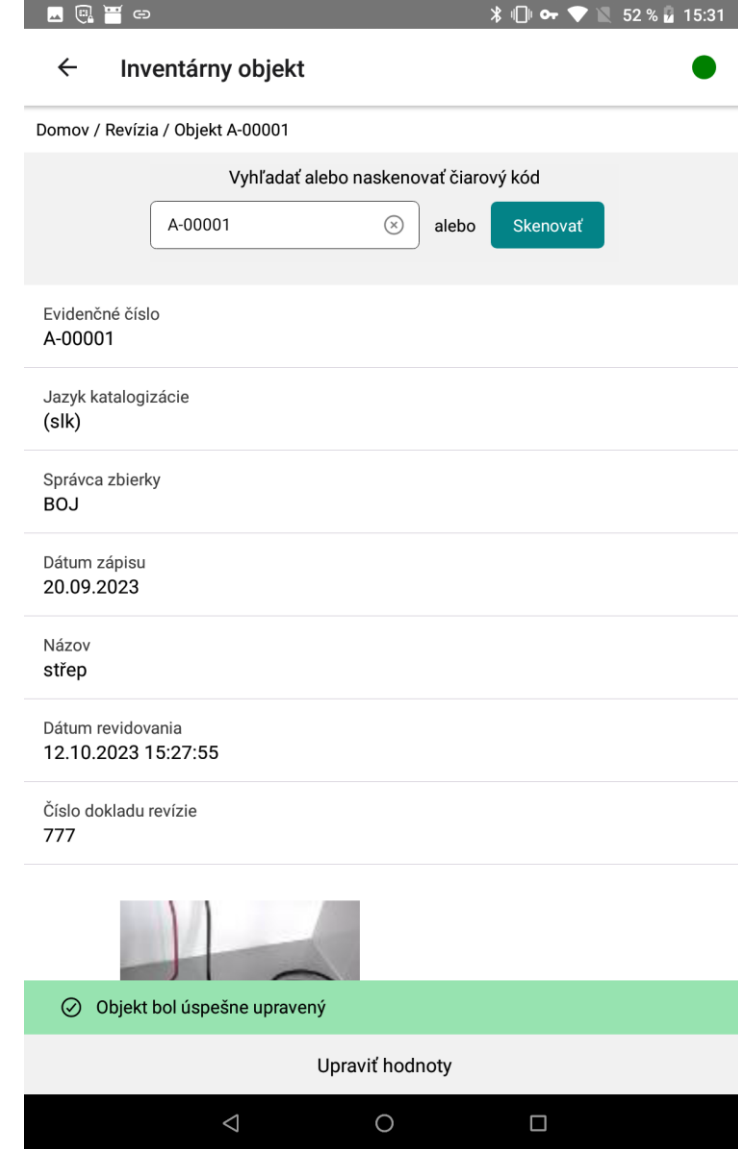 52 % 15:31
Inventárny objekt
Domov / Revízia / Objekt A-00001
Vyhľadať alebo naskenovať čiarový kód
A-00001 alebo Skenovať
Evidenčné číslo
A-00001
Jazyk katalogizácie
(slk)
Správca zbierky
BOJ
Dátum zápisu
20.09.2023
Názov
střep
Dátum revidovania
12.10.2023 15:27:55
Číslo dokladu revízie
777
Objekt bol úspešne upravený
Upraviť hodnoty